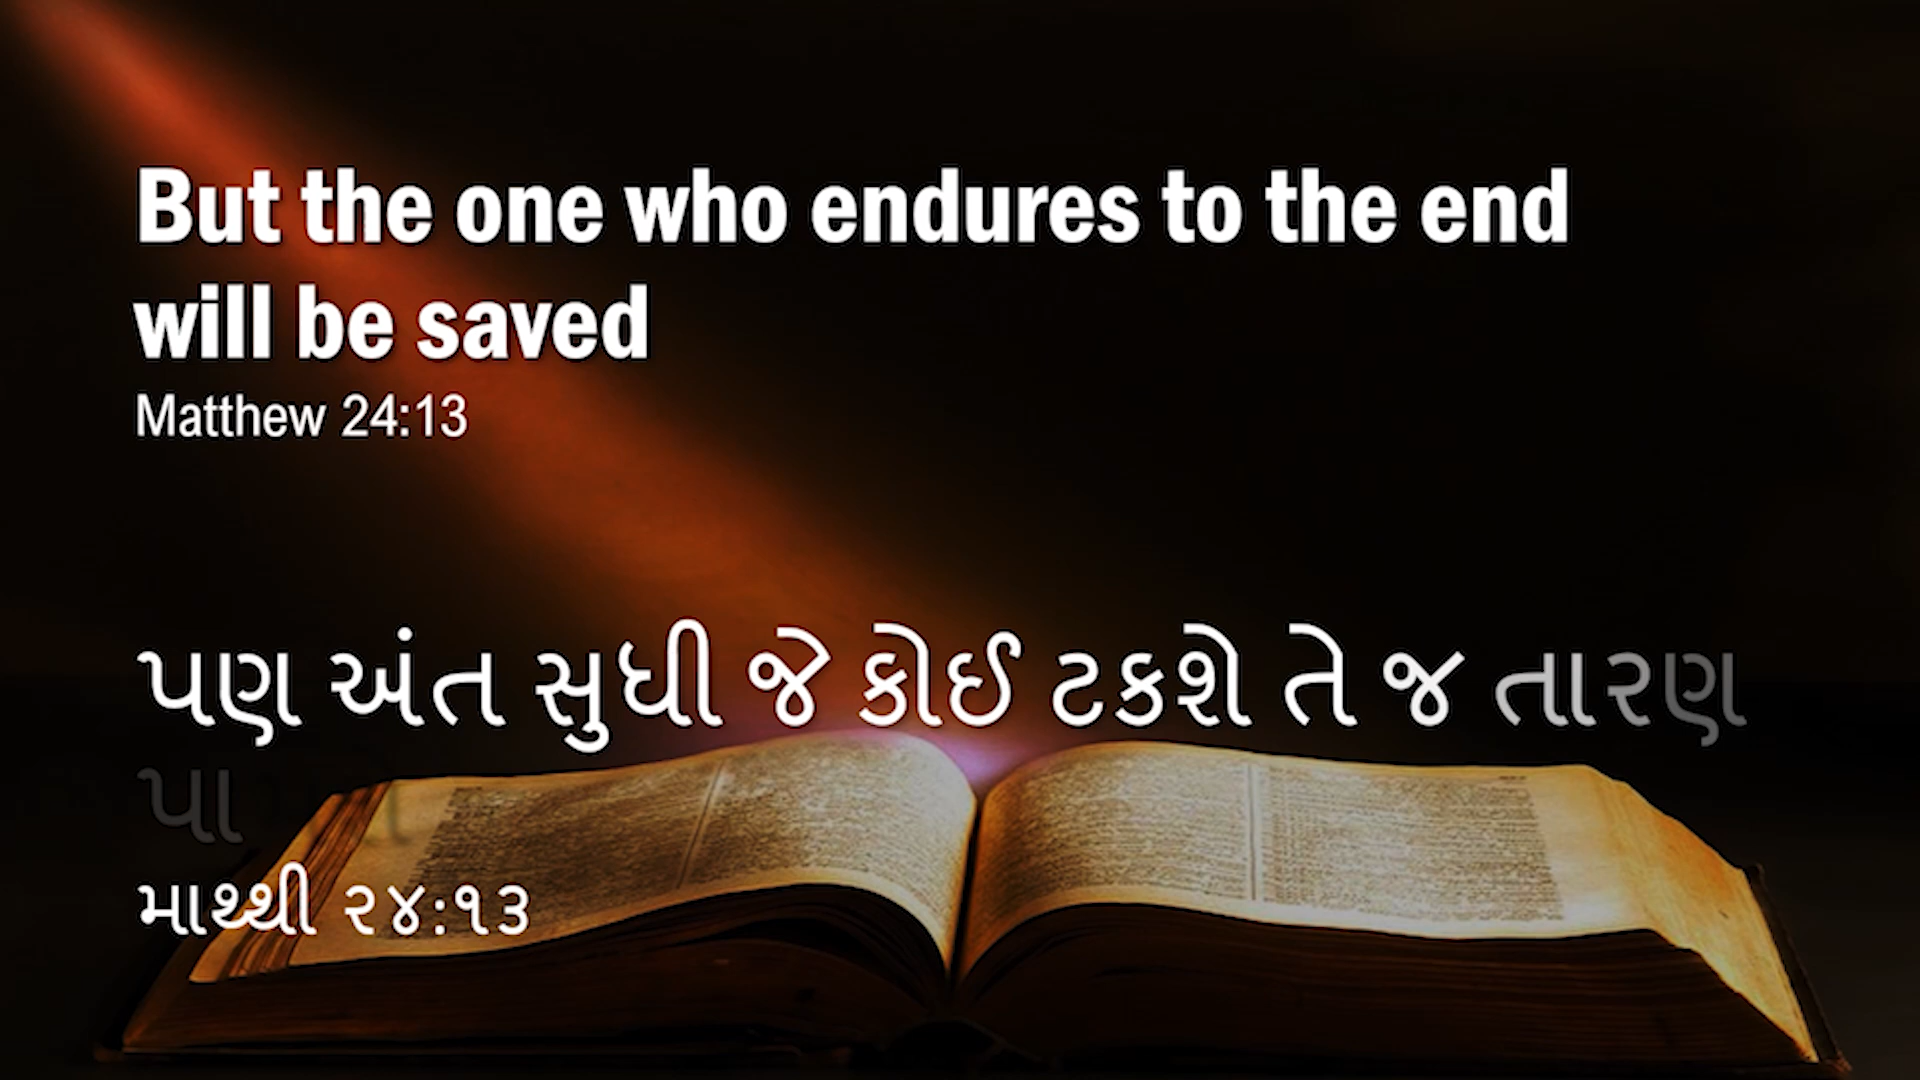 But the one who endures to the end
will be saved
Matthew 24:13
પણ અંત સુધી જે કોઈ ટકશે તે જ તારણ
માથ્થી ૨૪:૧૩